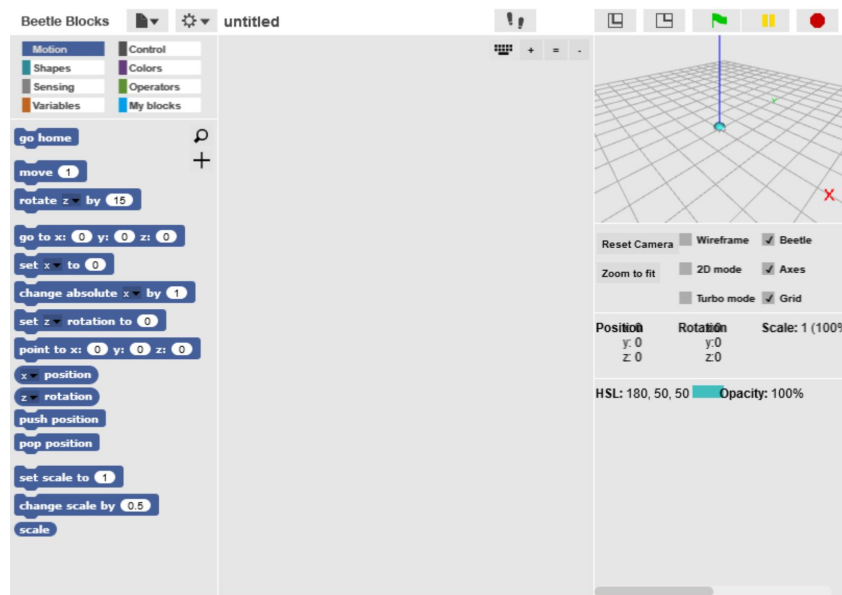 Beetle Blocks untitled
Motion Control
Shapes Colors
Sensing Operators
Variables My blocks
+ = -
go home
move 1
rotate z by 15
go to x: 0 y: 0 z: 0
set x to 0
change absolute x by 1
set z rotation to 0
point to x: 0 y: 0 z: 0
x position
z rotation
push position
pop position
set scale to 1
change scale by 0.5
scale
X
Reset Camera Wireframe Beetle
Zoom to fit 2D mode Axes
Turbo mode Grid
Position Rotation Scale: 1 (100%
y: 0 y:0
z: 0 z:0
HSL: 180, 50, 50 Opacity: 100%